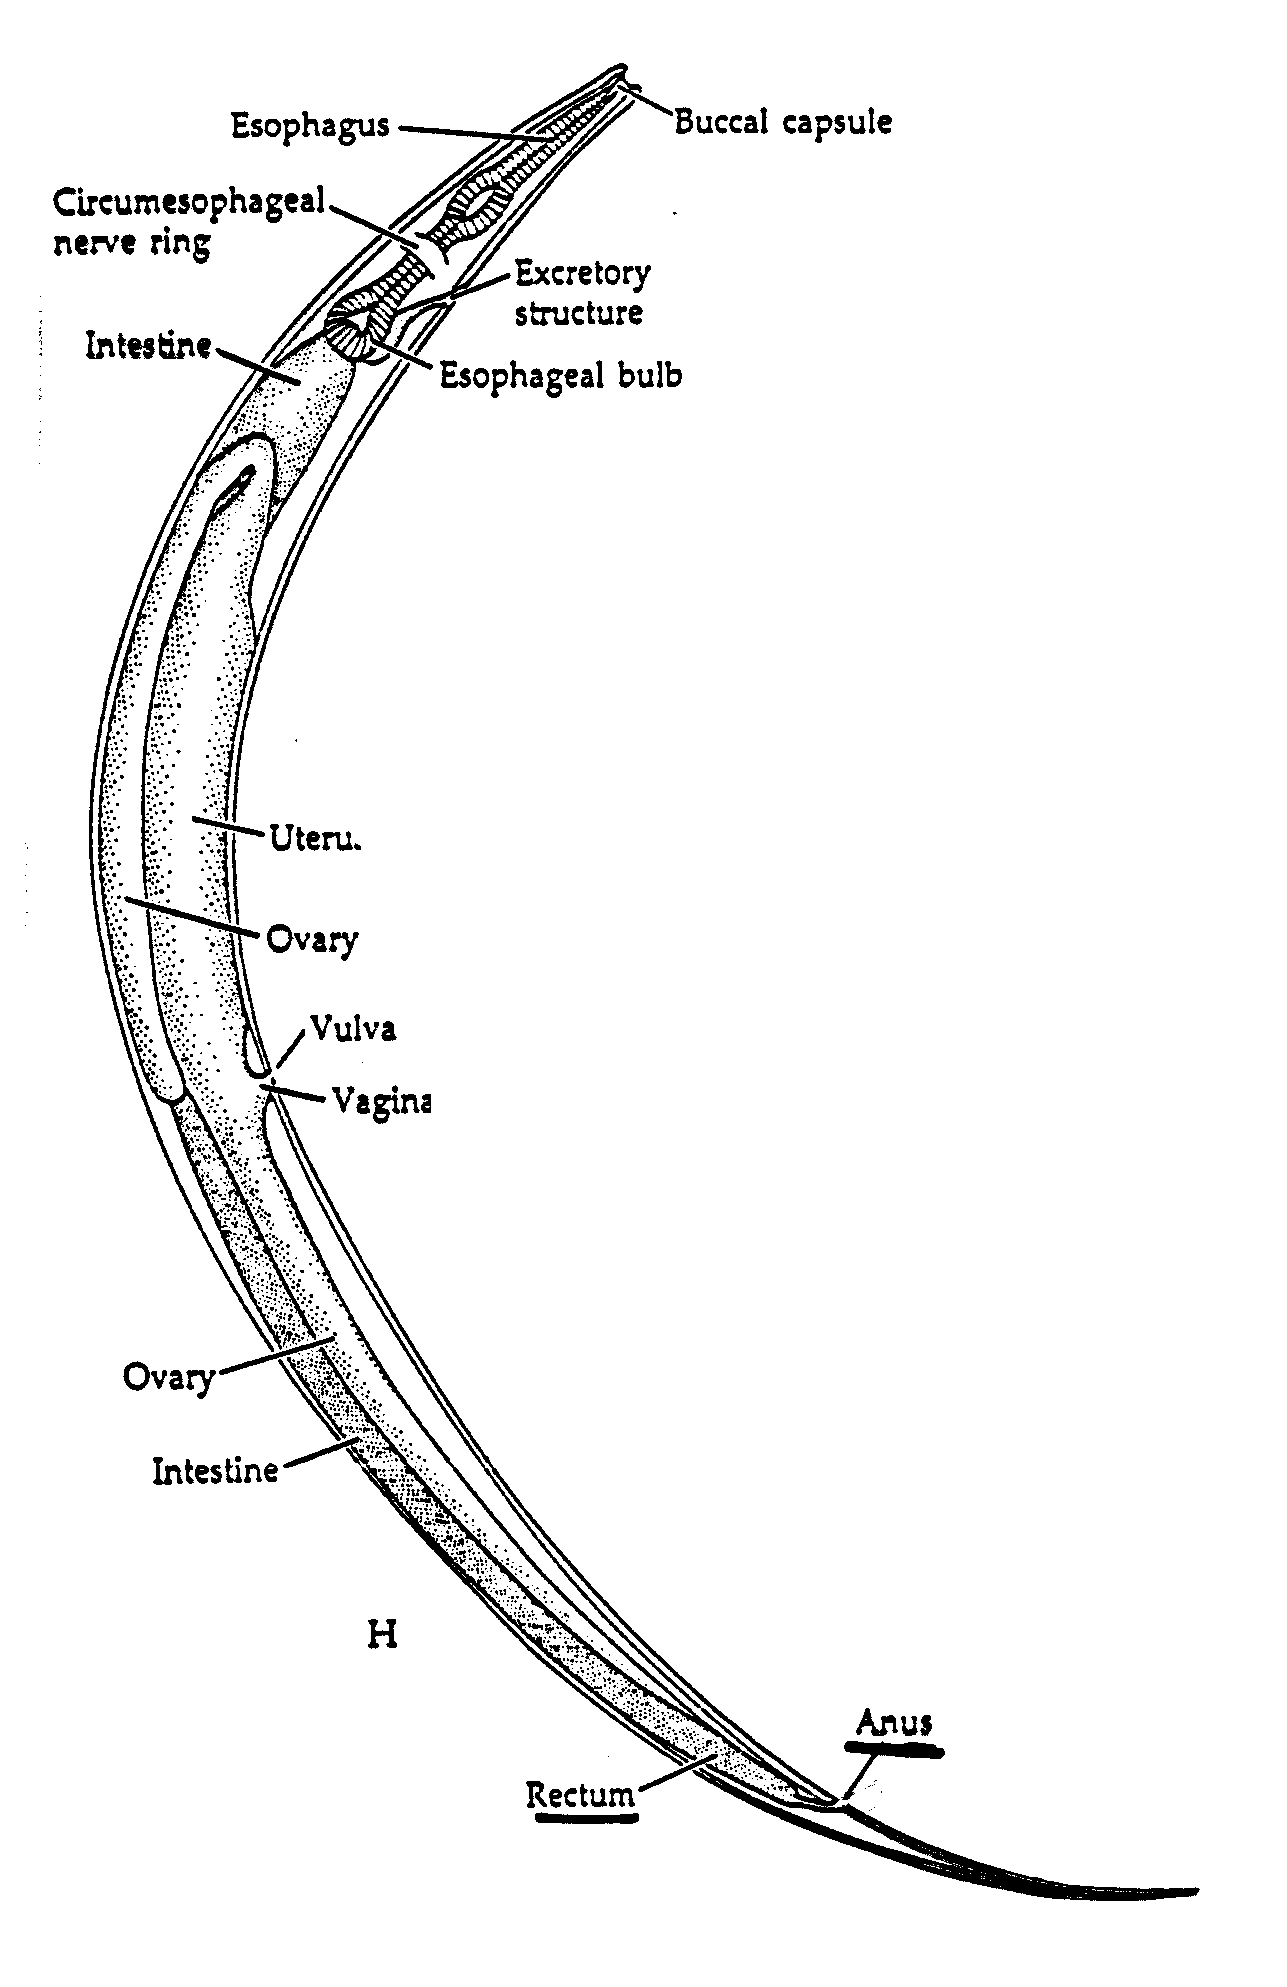 Esophagus
Buccal capsule
Circumesophageal
nerve ring
Excretory
structure
Intestine
Esophageal bulb
Uteru.
Ovary
Vulva
Vagina
Ovary
Intestine
H
Anus
Rectum